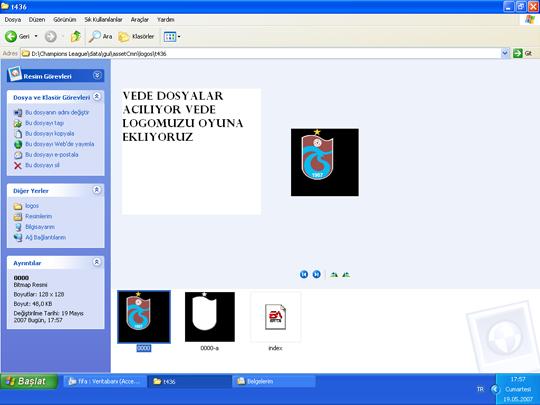 t436
Dosya Düzen Görünüm Sık Kullanılanlar Araçlar Yardım
Geri Ara Klasörler
Adres D:\Champions League\data\gui\assetCmn\logos\t436 Git
Resim Görevleri
Dosya ve Klasör Görevleri
Bu dosyanın adını değiştir
Bu dosyayı taşı
Bu dosyayı kopyala
Bu dosyayı Web'de yayımla
Bu dosyayı e-postala
Bu dosyayı sil
Diğer Yerler
logos
Resimlerim
Bilgisayarım
Ağ Bağlantılarım
Ayrıntılar
0000
Bitmap Resmi
Boyutlar: 128 x 128
Boyut: 48,0 KB
Değiştirilme Tarihi: 19 Mayıs
2007 Bugün, 17:57
VEDE DOSYALAR
AÇILIYOR VEDE
LOGOMUZU OYUNA
EKLIYORUZ
1967
0000
0000-a
index
Başlat
fifa : Veritabanı (Acce...
t436
Belgelerim
TR
17:57
Cumartesi
19.05.2007